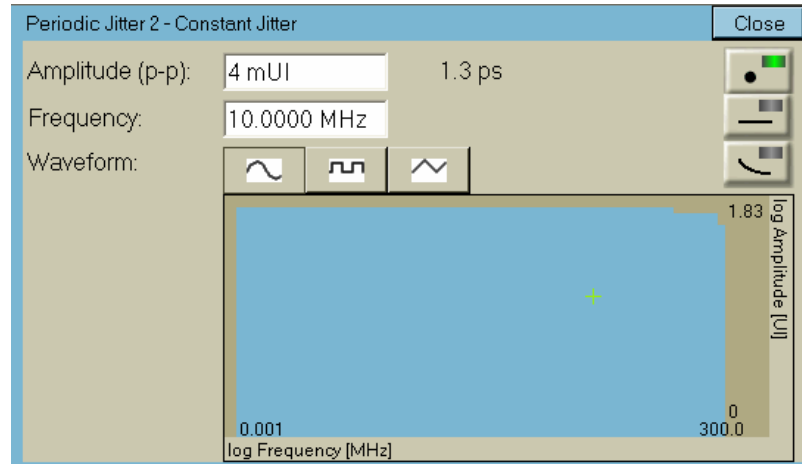 Periodic Jitter 2 - Constant Jitter
Close
Amplitude (p-p):
4 mUI
1.3 ps
Frequency:
10.0000 MHz
Waveform:
1.83
log Amplitude [UI]
0
0.001
300.0
log Frequency [MHz]